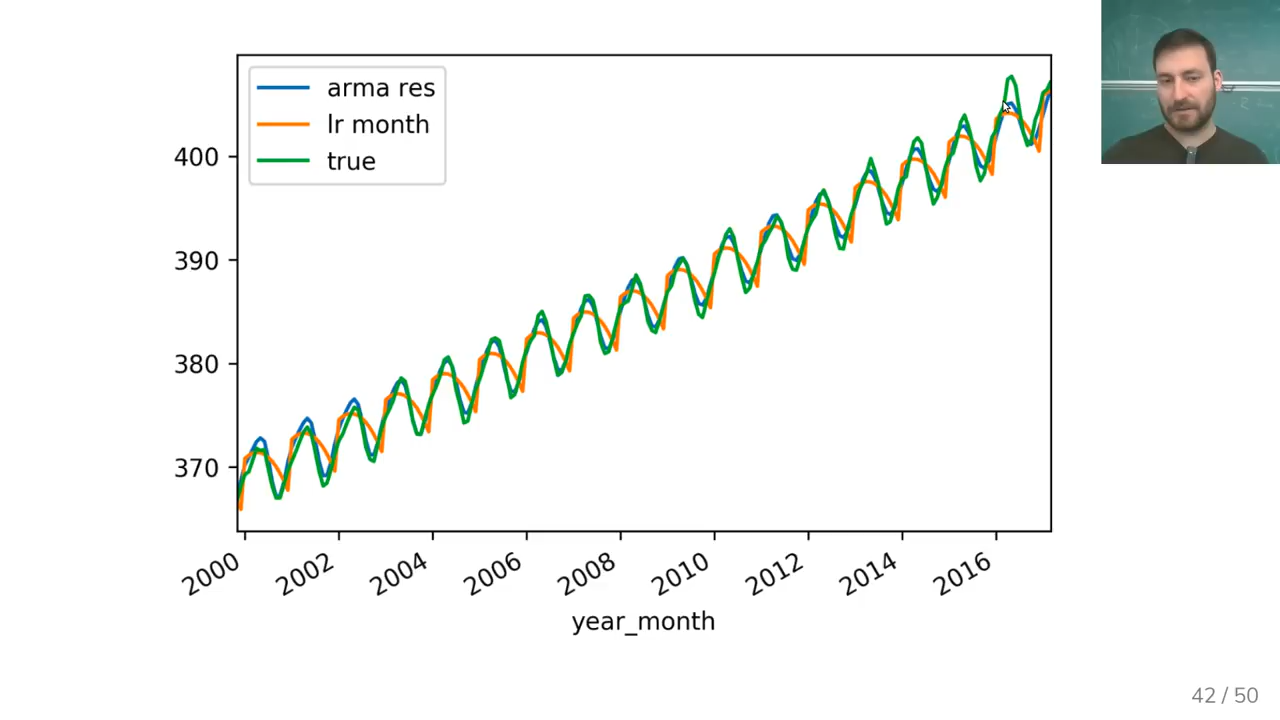 arma res
lr month
true
400
390
380
370
2000 2002 2004 2006 2008 2010 2012 2014 2016
year_month
42 / 50